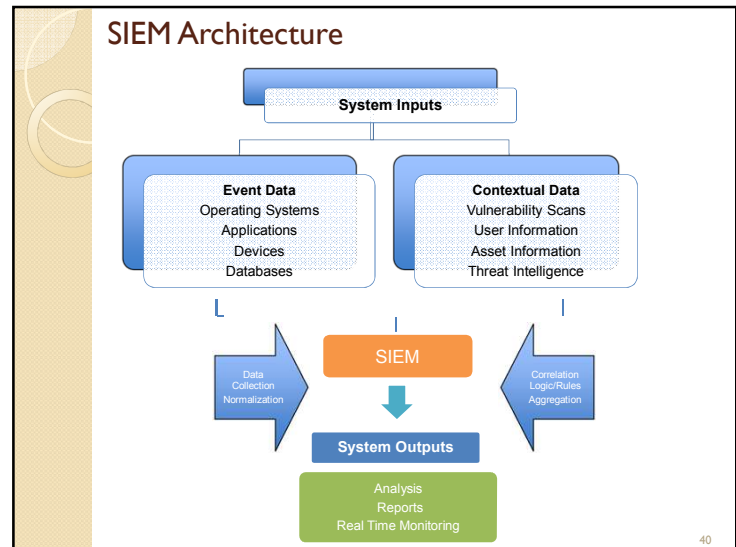 SIEM Architecture
System Inputs
Event Data
Operating Systems
Applications
Devices
Databases
Contextual Data
Vulnerability Scans
User Information
Asset Information
Threat Intelligence
Data
Collection
Normalization
SIEM
Correlation
Logic/Rules
Aggregation
System Outputs
Analysis
Reports
Real Time Monitoring
40